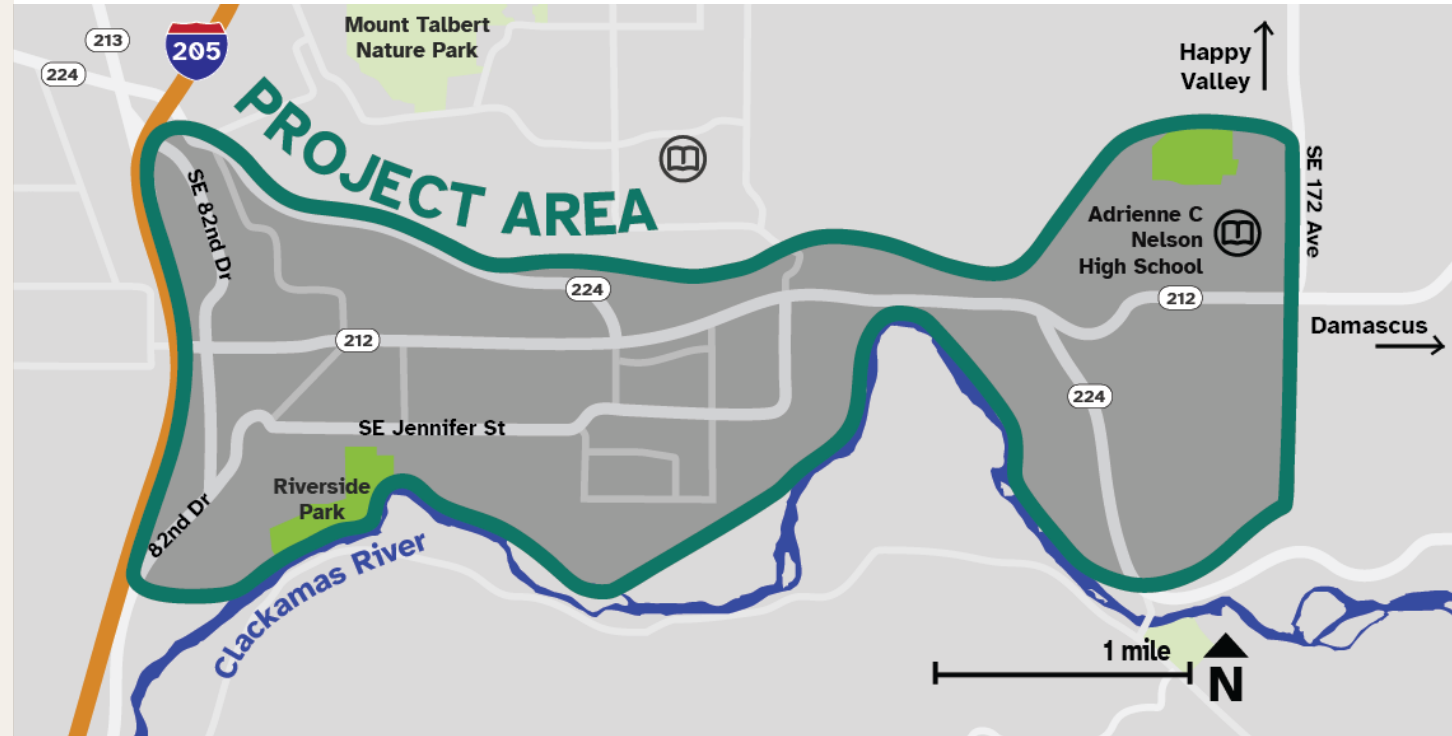 Mount Talbert
Nature Park
213
205
224
Happy
Valley
PROJECT AREA
SE 82nd Dr
SE 172 Ave
Adrienne C
Nelson
High School
224
212
212
Damascus
224
SE Jennifer St
Riverside
Park
82nd Dr
Clackamas River
1 mile
N